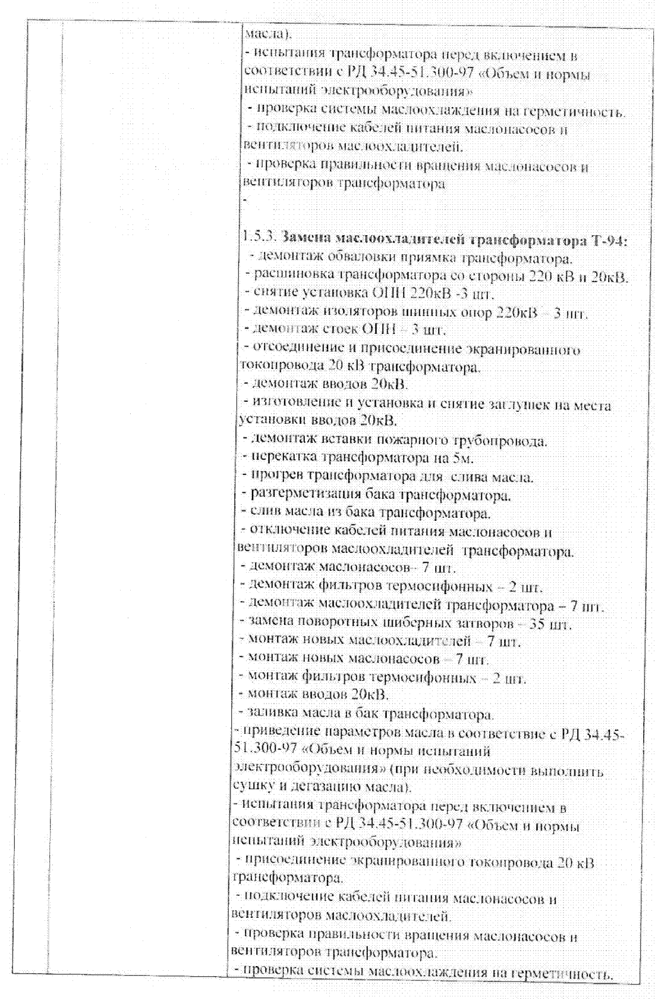 масла).
- испытания трансформатора перед включением в
соответствии с РД 34.45-51.300-97 «Объем и нормы
испытаний электрооборудования»
- проверка системы маслоохлаждения на герметичность.
- подключение кабелей питания маслонасосов и
вентиляторов маслоохладителей.
- проверка правильности вращения маслонасосов и
вентиляторов трансформатора
-
1.5.3. Замена маслоохладителей трансформатора Т-94:
- демонтаж обваловки приямка трансформатора.
- расшиновка трансформатора со стороны 220 кВ и 20кВ.
- снятие установка ОПН 220кВ -3 шт.
- демонтаж изоляторов шинных опор 220кВ – 3 шт.
- демонтаж стоек ОПН – 3 шт.
- отсоединение и присоединение экранированного
токопровода 20 кВ трансформатора.
- демонтаж вводов 20кВ.
- изготовление и установка и снятие заглушек на места
установки вводов 20кВ.
- демонтаж вставки пожарного трубопровода.
- перекатка трансформатора на 5м.
- прогрев трансформатора для слива масла.
- разгерметизация бака трансформатора.
- слив масла из бака трансформатора.
- отключение кабелей питания маслонасосов и
вентиляторов маслоохладителей трансформатора.
- демонтаж маслонасосов– 7 шт.
- демонтаж фильтров термосифонных – 2 шт.
- демонтаж маслоохладителей трансформатора – 7 шт.
- замена поворотных шиберных затворов – 35 шт.
- монтаж новых маслоохладителей – 7 шт.
- монтаж новых маслонасосов – 7 шт.
- монтаж фильтров термосифонных – 2 шт.
- монтаж вводов 20кВ.
- заливка масла в бак трансформатора.
- приведение параметров масла в соответствие с РД 34.45-
51.300-97 «Объем и нормы испытаний
электрооборудования» (при необходимости выполнить
сушку и дегазацию масла).
- испытания трансформатора перед включением в
соответствии с РД 34.45-51.300-97 «Объем и нормы
испытаний электрооборудования»
- присоединение экранированного токопровода 20 кВ
трансформатора.
- подключение кабелей питания маслонасосов и
вентиляторов маслоохладителей.
- проверка правильности вращения маслонасосов и
вентиляторов трансформатора.
- проверка системы маслоохлаждения на герметичность.